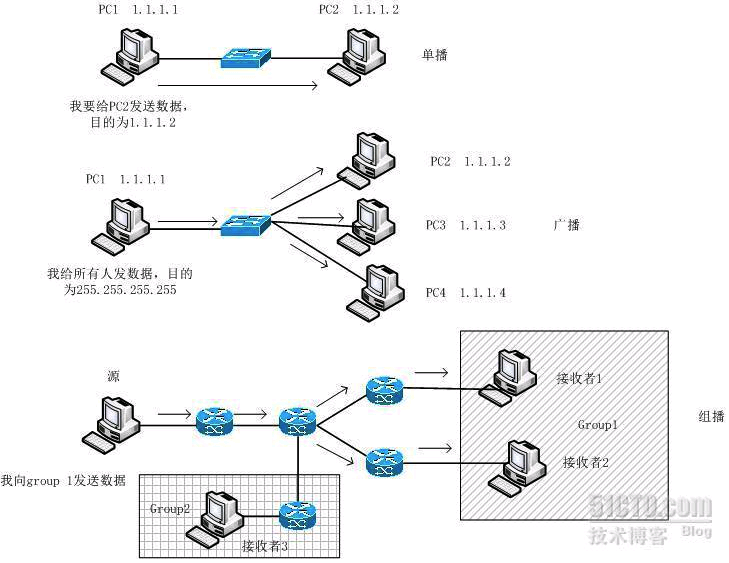 PC1 1.1.1.1
PC2 1.1.1.2
单播
我要给PC2发送数据，
目的为1.1.1.2
PC1 1.1.1.1
PC2 1.1.1.2
PC3 1.1.1.3
广播
我给所有人发数据，目的
为255.255.255.255
PC4 1.1.1.4
源
接收者1
组播
Group1
接收者2
我向group 1发送数据
Group2
接收者3
51CTO.com
技术博客 Blog